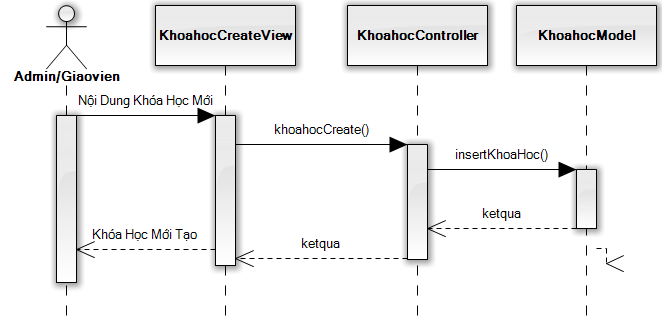 KhoahocCreateView
KhoahocController
KhoahocModel
Admin/Giaovien
Nội Dung Khóa Học Mới
khoahocCreate()
insertKhoaHoc()
ketqua
Khóa Học Mới Tạo
ketqua